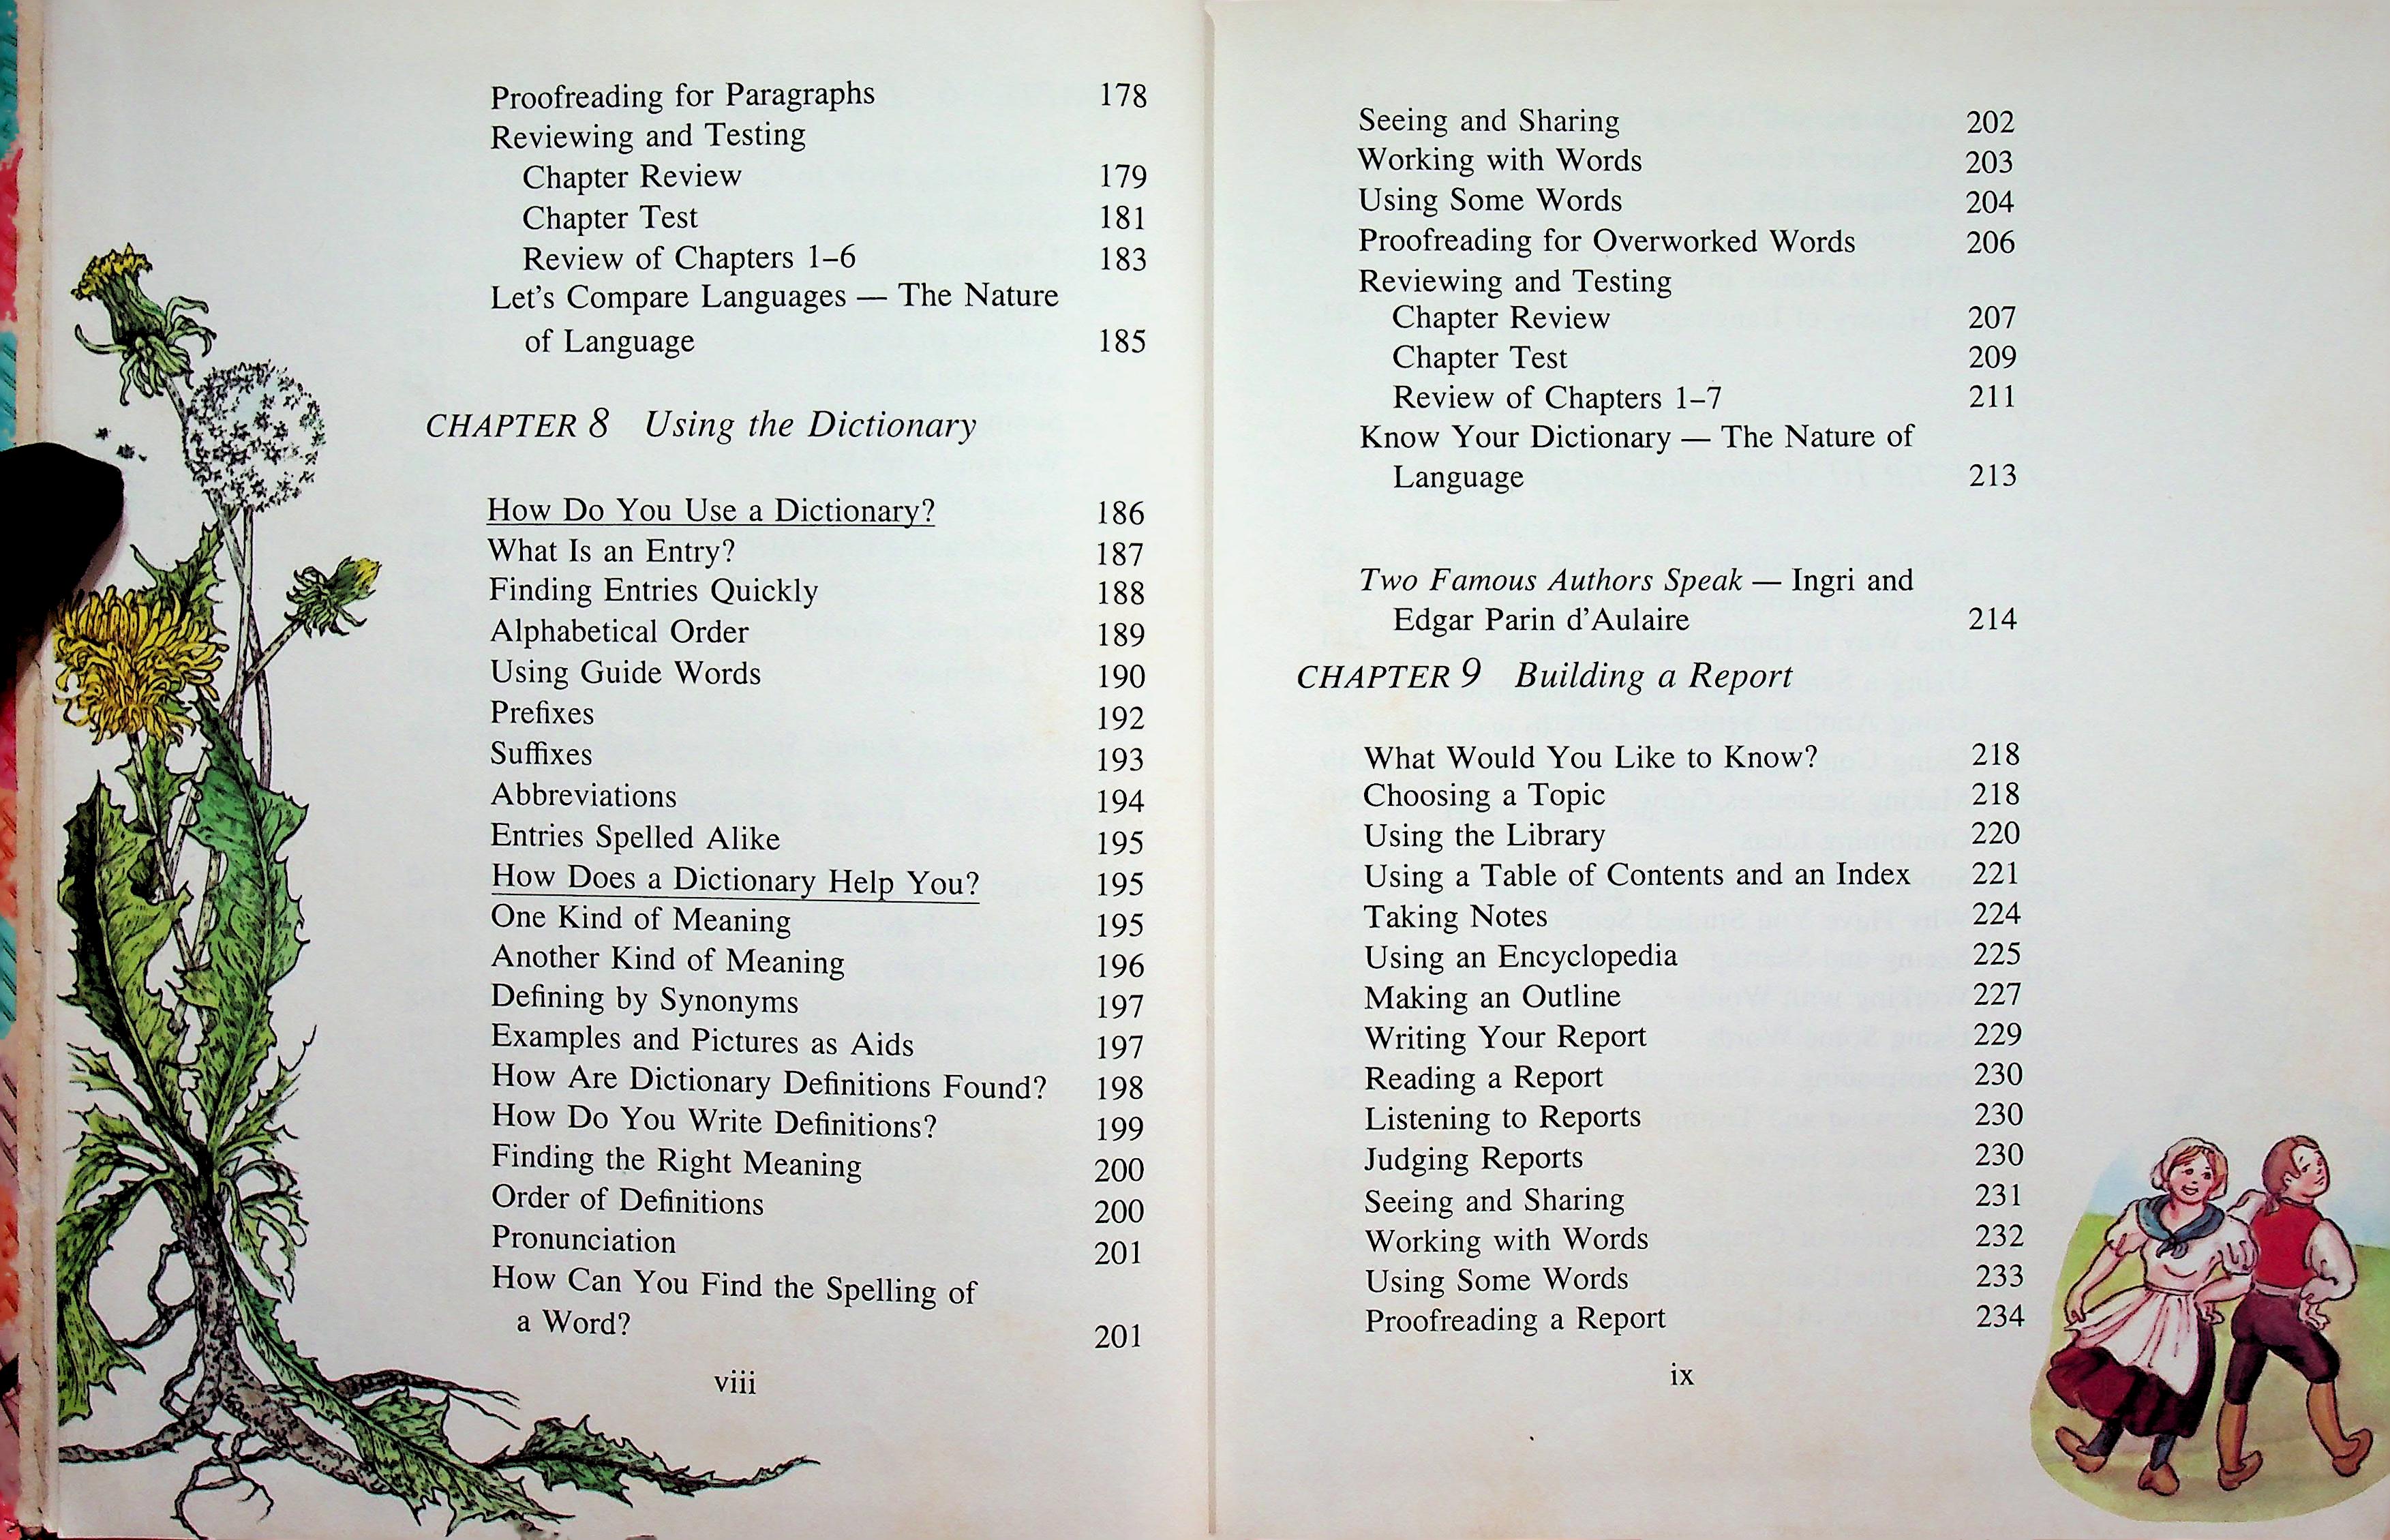 Proofreading for Paragraphs 178
Reviewing and Testing
Chapter Review 179
Chapter Test 181
Review of Chapters 1–6 183
Let's Compare Languages — The Nature
of Language 185
CHAPTER 8 Using the Dictionary
How Do You Use a Dictionary? 186
What Is an Entry? 187
Finding Entries Quickly 188
Alphabetical Order 189
Using Guide Words 190
Prefixes 192
Suffixes 193
Abbreviations 194
Entries Spelled Alike 195
How Does a Dictionary Help You? 195
One Kind of Meaning 195
Another Kind of Meaning 196
Defining by Synonyms 197
Examples and Pictures as Aids 197
How Are Dictionary Definitions Found? 198
How Do You Write Definitions? 199
Finding the Right Meaning 200
Order of Definitions 200
Pronunciation 201
How Can You Find the Spelling of
a Word? 201
viii
Seeing and Sharing 202
Working with Words 203
Using Some Words 204
Proofreading for Overworked Words 206
Reviewing and Testing
Chapter Review 207
Chapter Test 209
Review of Chapters 1–7 211
Know Your Dictionary — The Nature of
Language 213
Two Famous Authors Speak — Ingri and
Edgar Parin d'Aulaire 214
CHAPTER 9 Building a Report
What Would You Like to Know? 218
Choosing a Topic 218
Using the Library 220
Using a Table of Contents and an Index 221
Taking Notes 224
Using an Encyclopedia 225
Making an Outline 227
Writing Your Report 229
Reading a Report 230
Listening to Reports 230
Judging Reports 230
Seeing and Sharing 231
Working with Words 232
Using Some Words 233
Proofreading a Report 234
ix